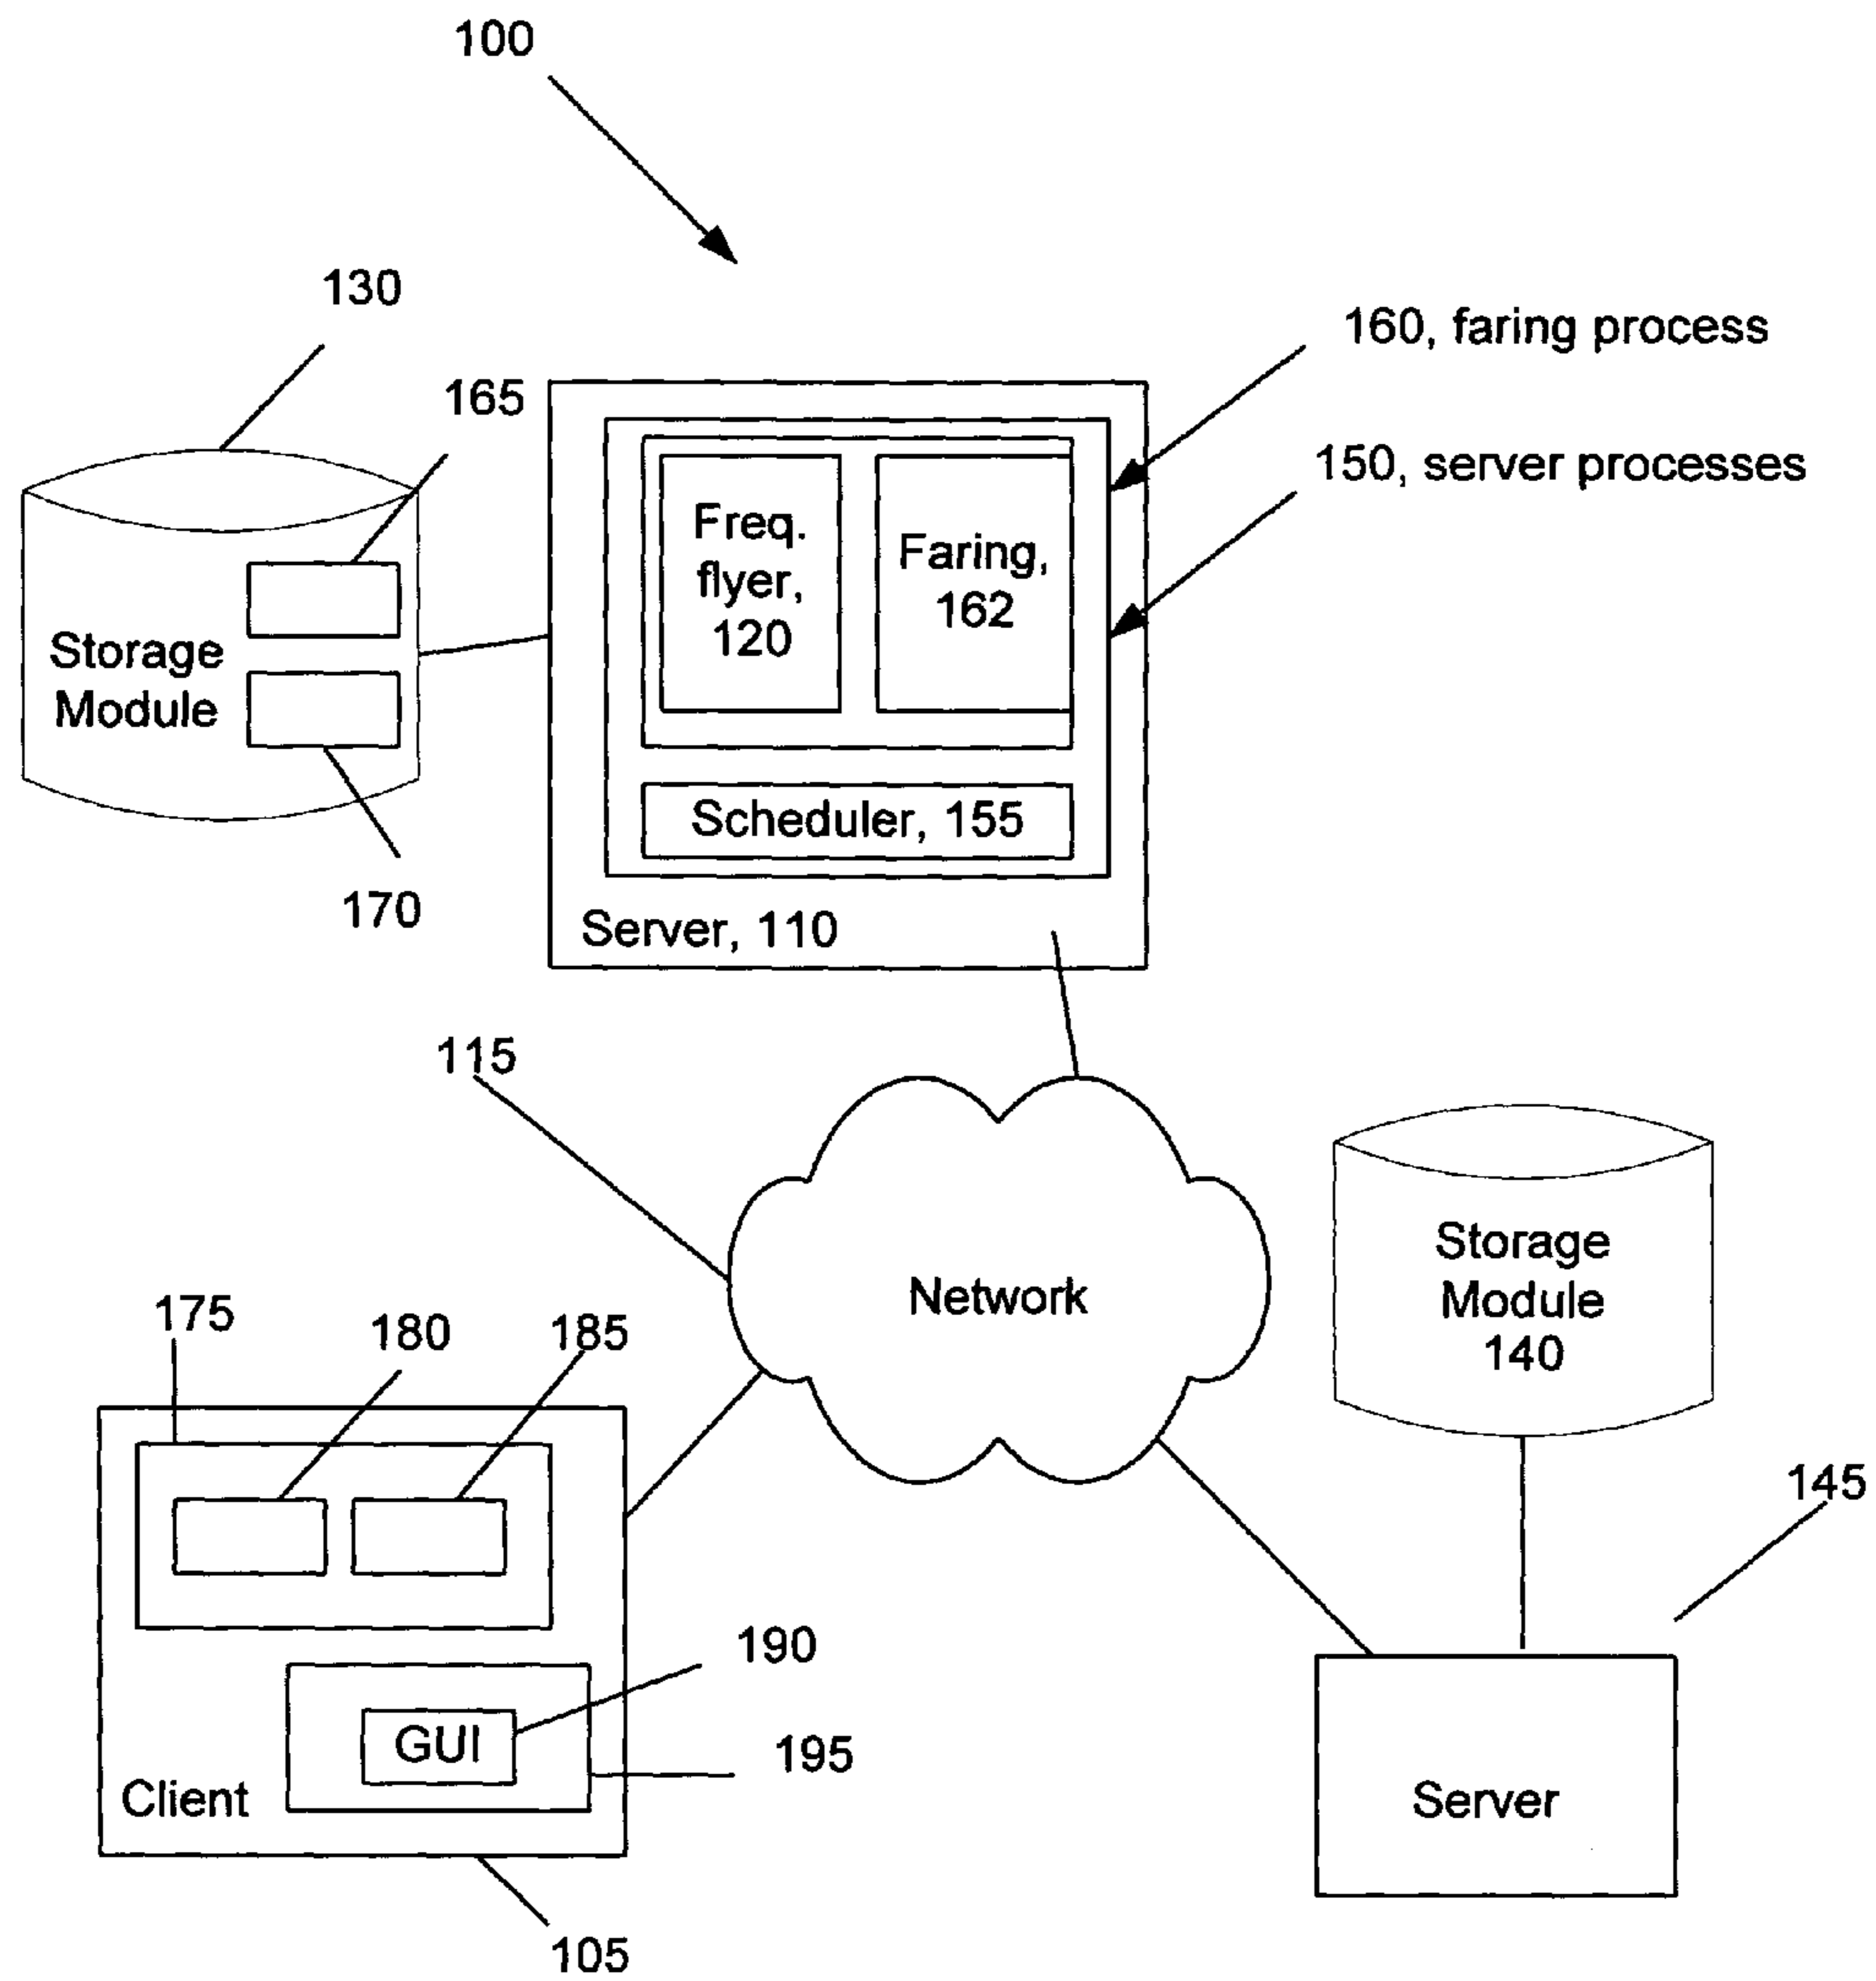 100
130
165
160, faring process
150, server processes
Freq.
flyer,
120
Faring,
162
Storage
Module
Scheduler, 155
170
Server, 110
115
Network
Storage
Module
140
175
180
185
145
190
GUI
195
Client
Server
105